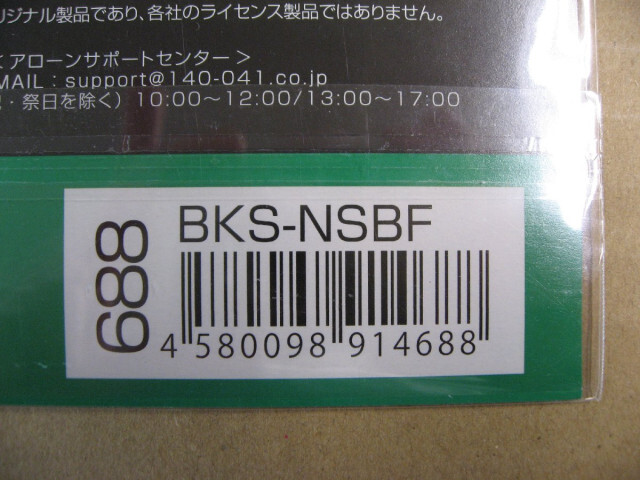 リジナル製品であり、各社のライセンス製品ではありません。
アローンサポートセンター＞
MAIL：support@140-041.co.jp
・祭日を除く）10:00～12:00/13:00～17:00
688
BKS-NSBF
4 580098 914688